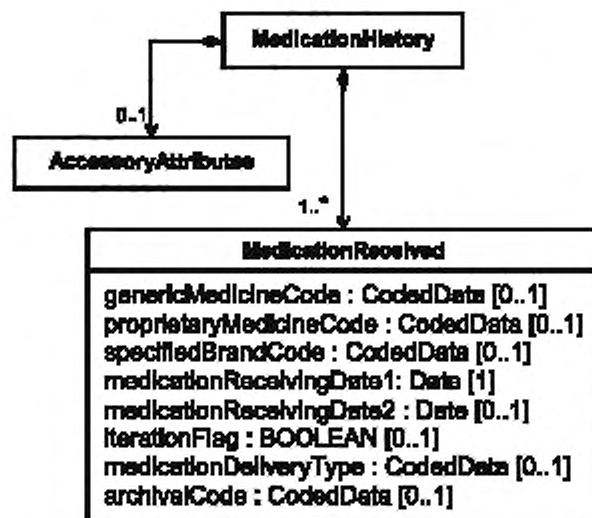 MedicationHistory
0..1
AccessoryAttributes
1..*
MedicationReceived
genericMedicineCode : CodedData [0..1]
proprietaryMedicineCode : CodedData [0..1]
specifiedBrandCode : CodedData [0..1]
medicationReceivingDate1: Date [1]
medicationReceivingDate2 : Date [0..1]
iterationFlag : BOOLEAN [0..1]
medicationDeliveryType : CodedData [0..1]
archivalCode : CodedData [0..1]